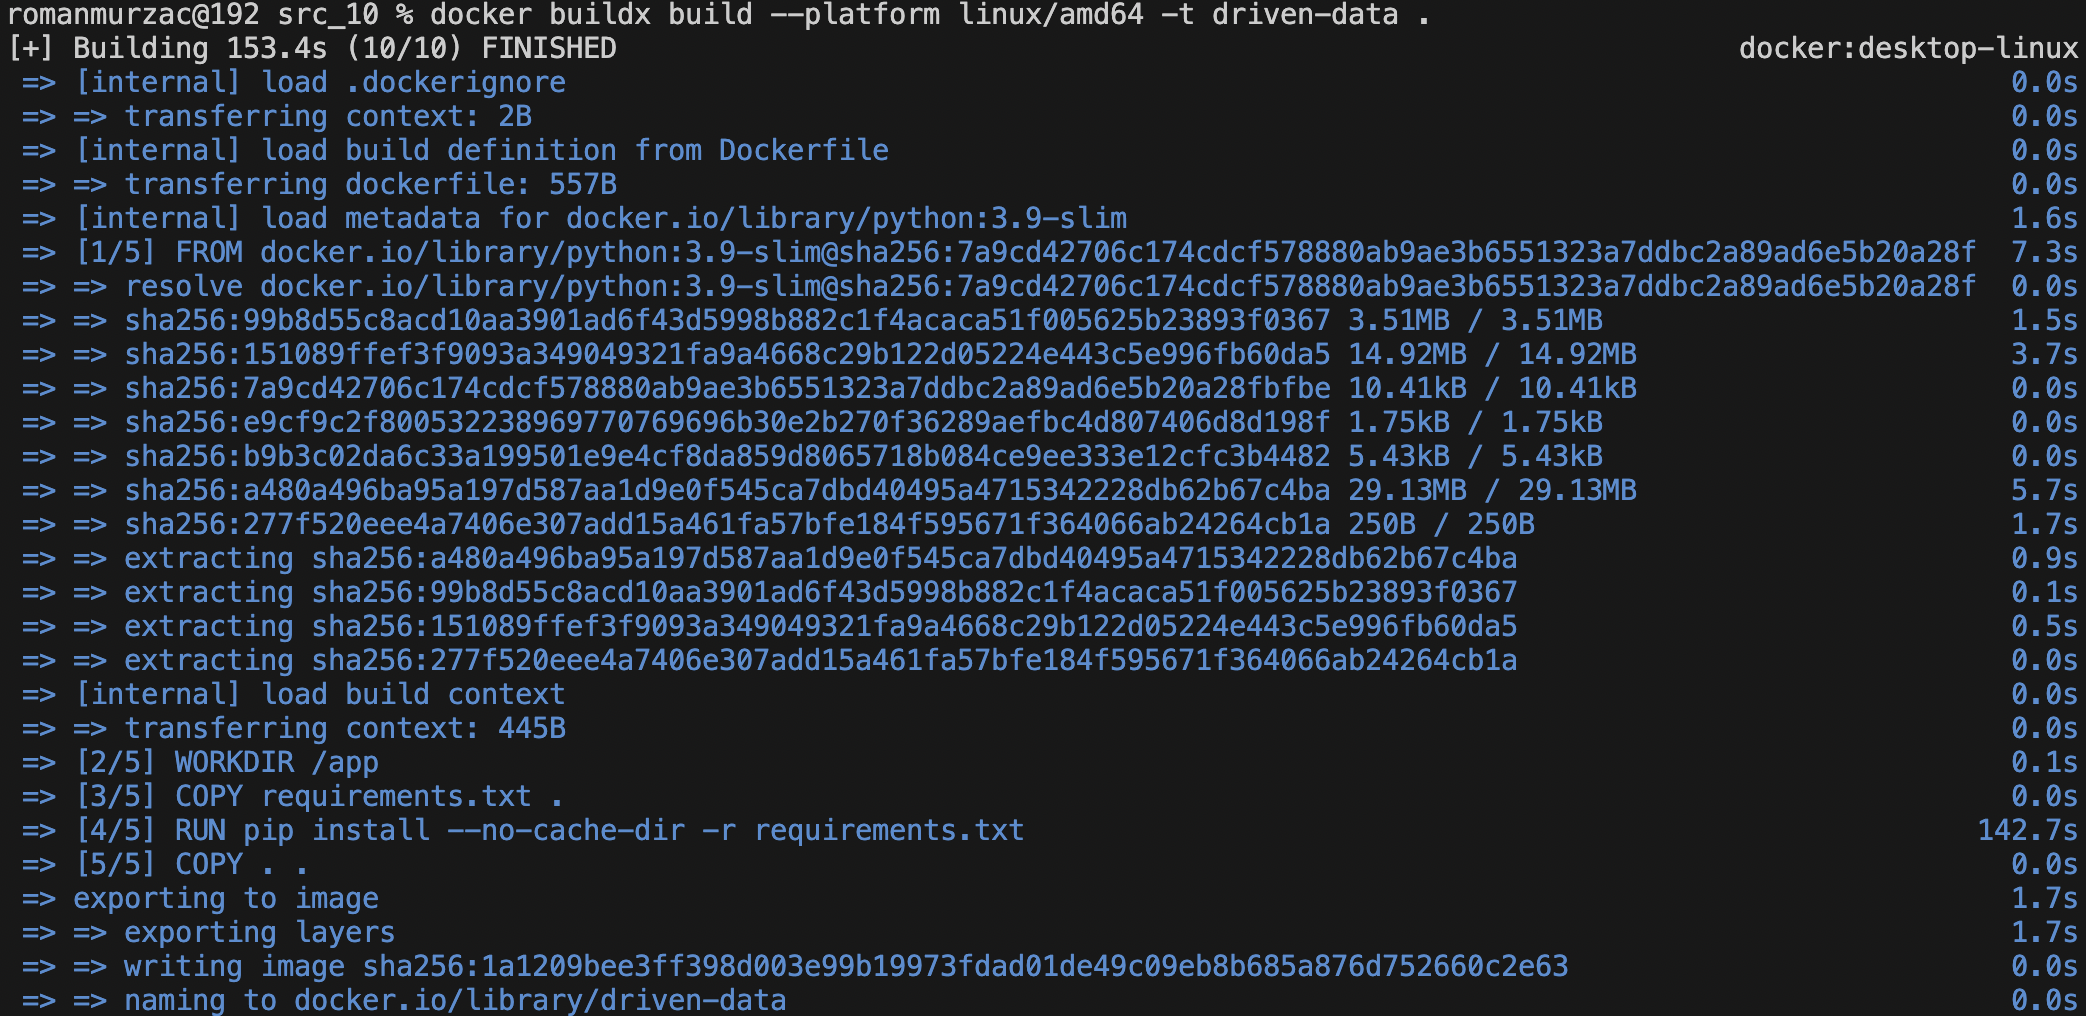 romanmurzac@192 src_10 % docker buildx build --platform linux/amd64 -t driven-data .
[+] Building 153.4s (10/10) FINISHED docker:desktop-linux
=> [internal] load .dockerignore 0.0s
=> => transferring context: 2B 0.0s
=> [internal] load build definition from Dockerfile 0.0s
=> => transferring dockerfile: 557B 0.0s
=> [internal] load metadata for docker.io/library/python:3.9-slim 1.6s
=> [1/5] FROM docker.io/library/python:3.9-slim@sha256:7a9cd42706c174cdcf578880ab9ae3b6551323a7ddbc2a89ad6e5b20a28f 7.3s
=> => resolve docker.io/library/python:3.9-slim@sha256:7a9cd42706c174cdcf578880ab9ae3b6551323a7ddbc2a89ad6e5b20a28f 0.0s
=> => sha256:99b8d55c8acd10aa3901ad6f43d5998b882c1f4acaca51f005625b23893f0367 3.51MB / 3.51MB 1.5s
=> => sha256:151089ffef3f9093a349049321fa9a4668c29b122d05224e443c5e996fb60da5 14.92MB / 14.92MB 3.7s
=> => sha256:7a9cd42706c174cdcf578880ab9ae3b6551323a7ddbc2a89ad6e5b20a28fbfbe 10.41kB / 10.41kB 0.0s
=> => sha256:e9cf9c2f800532238969770769696b30e2b270f36289aefbc4d807406d8d198f 1.75kB / 1.75kB 0.0s
=> => sha256:b9b3c02da6c33a199501e9e4cf8da859d8065718b084ce9ee333e12cfc3b4482 5.43kB / 5.43kB 0.0s
=> => sha256:a480a496ba95a197d587aa1d9e0f545ca7dbd40495a4715342228db62b67c4ba 29.13MB / 29.13MB 5.7s
=> => sha256:277f520eee4a7406e307add15a461fa57bfe184f595671f364066ab24264cb1a 250B / 250B 1.7s
=> => extracting sha256:a480a496ba95a197d587aa1d9e0f545ca7dbd40495a4715342228db62b67c4ba 0.9s
=> => extracting sha256:99b8d55c8acd10aa3901ad6f43d5998b882c1f4acaca51f005625b23893f0367 0.1s
=> => extracting sha256:151089ffef3f9093a349049321fa9a4668c29b122d05224e443c5e996fb60da5 0.5s
=> => extracting sha256:277f520eee4a7406e307add15a461fa57bfe184f595671f364066ab24264cb1a 0.0s
=> [internal] load build context 0.0s
=> => transferring context: 445B 0.0s
=> [2/5] WORKDIR /app 0.1s
=> [3/5] COPY requirements.txt . 0.0s
=> [4/5] RUN pip install --no-cache-dir -r requirements.txt 142.7s
=> [5/5] COPY . . 0.0s
=> exporting to image 1.7s
=> => exporting layers 1.7s
=> => writing image sha256:1a1209bee3ff398d003e99b19973fdad01de49c09eb8b685a876d752660c2e63 0.0s
=> => naming to docker.io/library/driven-data 0.0s